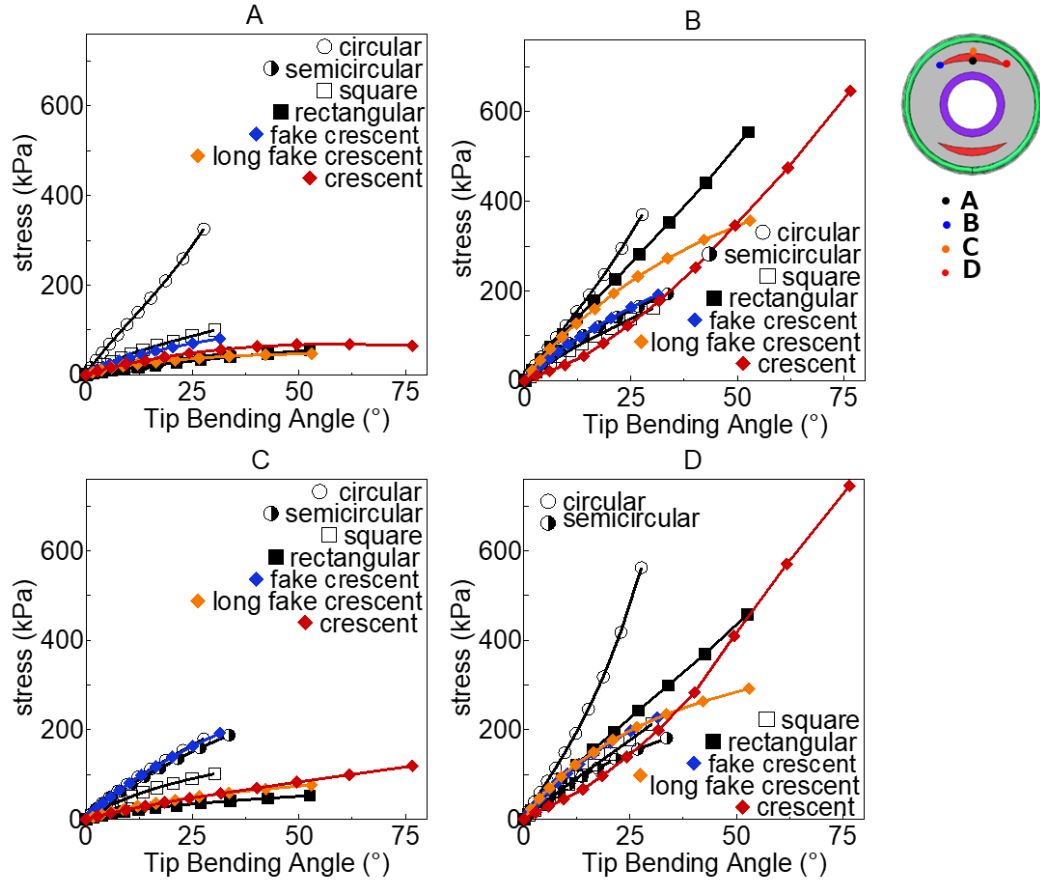 A
circular
semicircular
square
rectangular
fake crescent
long fake crescent
crescent
600
400
200
0
stress (kPa)
0
25
50
75
Tip Bending Angle (°)
B
600
400
200
0
stress (kPa)
circular
semicircular
square
rectangular
fake crescent
long fake crescent
crescent
0
25
50
75
Tip Bending Angle (°)
A
B
C
D
C
circular
semicircular
square
rectangular
fake crescent
long fake crescent
crescent
600
400
200
0
stress (kPa)
0
25
50
75
Tip Bending Angle (°)
D
circular
semicircular
600
400
200
0
stress (kPa)
square
rectangular
fake crescent
long fake crescent
crescent
0
25
50
75
Tip Bending Angle (°)